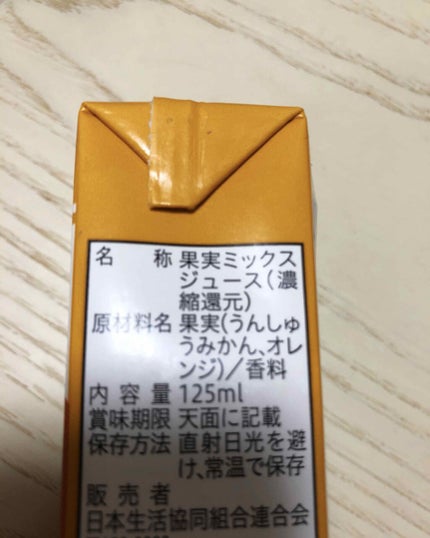 名 称 果実ミックス
ジュース(濃
縮還元)
原材料名 果実(うんしゅ
うみかん、オレ
ンジ)/香料
内容量 125ml
賞味期限 天面に記載
保存方法 直射日光を避
け、常温で保存
販売者
日本生活協同組合連合会